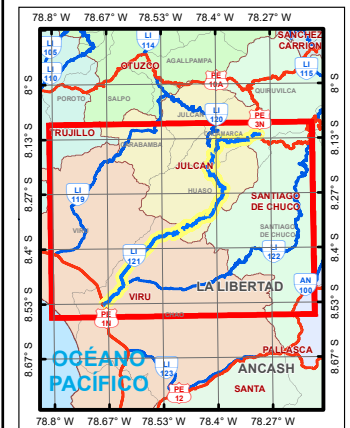 78.8° W 78.67° W 78.53° W 78.4° W 78.27° W
LI 105
LI 114
SANCHEZ CARRIÓN
OTUZCO
AGALLPAMPA
LI 110
PE 10A
LI 115
QUIRUVILCA
8° S
8° S
POROTO
SALPO
JULCAN
LI 120
PE 3N
TRUJILLO
CARABAMBA
CALAMARCA
8.13° S
8.13° S
JULCAN
LI 119
HUASO
SANTIAGO DE CHUCO
8.27° S
8.27° S
VIRU
SANTIAGO DE CHUCO
LI 121
LI 122
8.4° S
8.4° S
AN 100
LA LIBERTAD
VIRU
8.53° S
8.53° S
PE 1N
CHAO
OCÉANO PACÍFICO
PALLASCA
LI 123
ANCASH
8.67° S
8.67° S
PE 12
SANTA
78.8° W 78.67° W 78.53° W 78.4° W 78.27° W